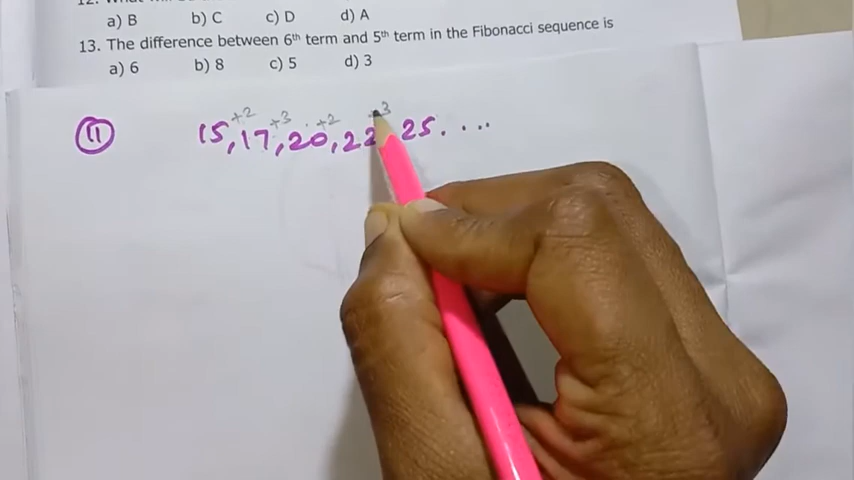 a) B b) C c) D d) A
13. The difference between 6th term and 5th term in the Fibonacci sequence is
a) 6 b) 8 c) 5 d) 3
+2 +3 +2 +3
11 15, 17, 20, 22, 25....